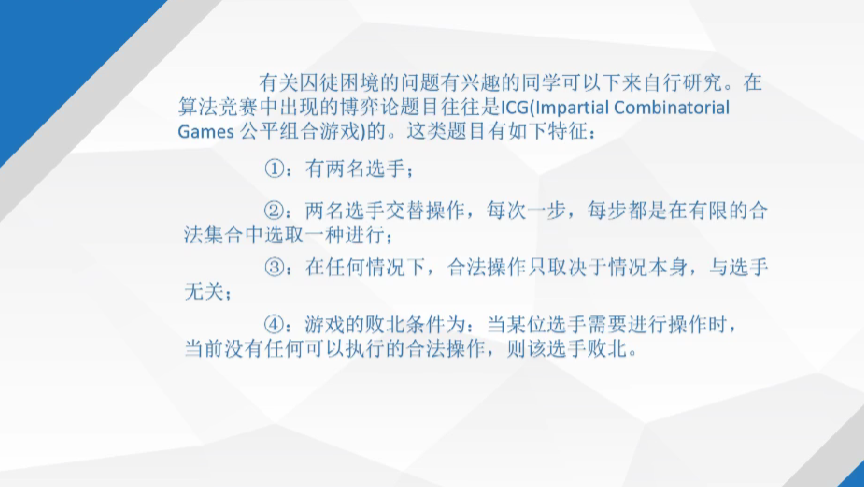 有关囚徒困境的问题有兴趣的同学可以下来自行研究。在
算法竞赛中出现的博弈论题目往往是ICG(Impartial Combinatorial
Games 公平组合游戏)的。这类题目有如下特征：
①：有两名选手；
②：两名选手交替操作，每次一步，每步都是在有限的合
法集合中选取一种进行；
③：在任何情况下，合法操作只取决于情况本身，与选手
无关；
④：游戏的败北条件为：当某位选手需要进行操作时，
当前没有任何可以执行的合法操作，则该选手败北。